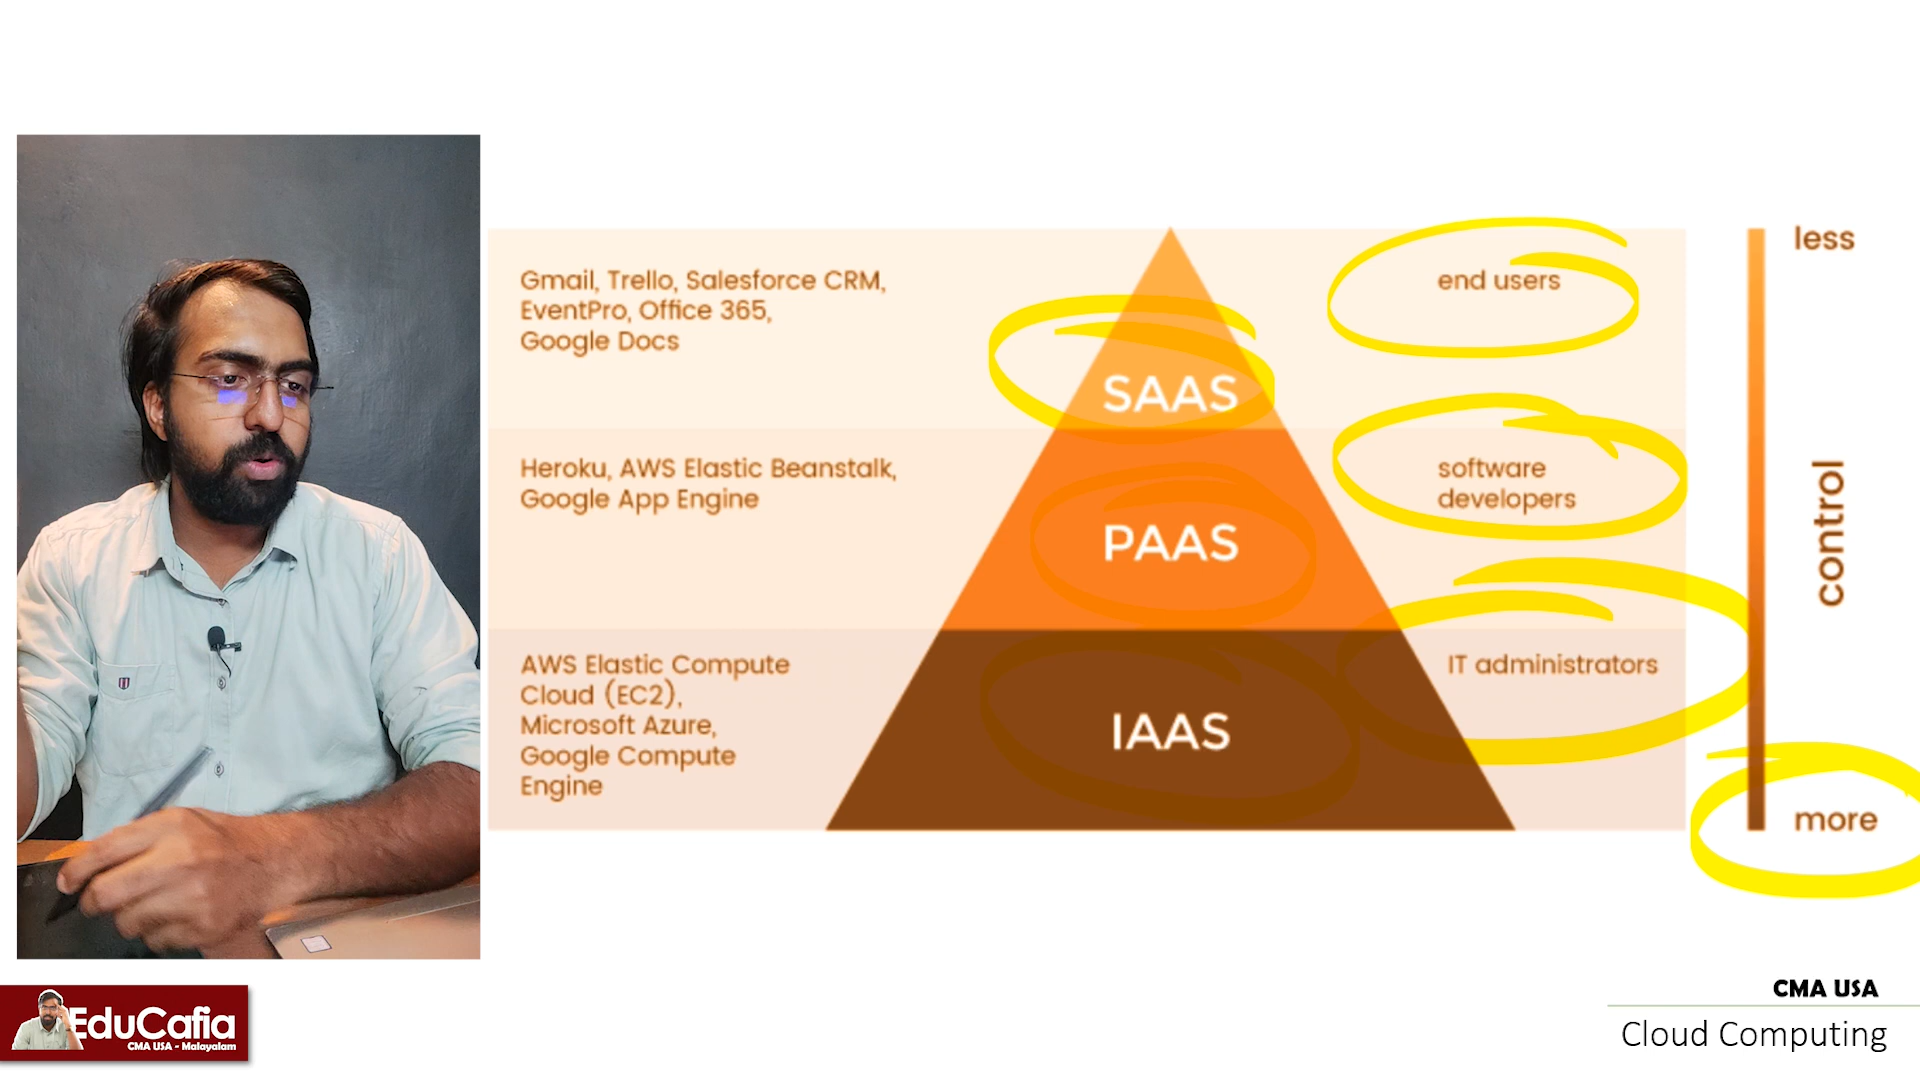 Gmail, Trello, Salesforce CRM,
EventPro, Office 365,
Google Docs
SAAS
end users
less
Heroku, AWS Elastic Beanstalk,
Google App Engine
PAAS
software
developers
control
AWS Elastic Compute
Cloud (EC2),
Microsoft Azure,
Google Compute
Engine
IAAS
IT administrators
more
EduCafia
CMA USA - Malayalam
CMA USA
Cloud Computing